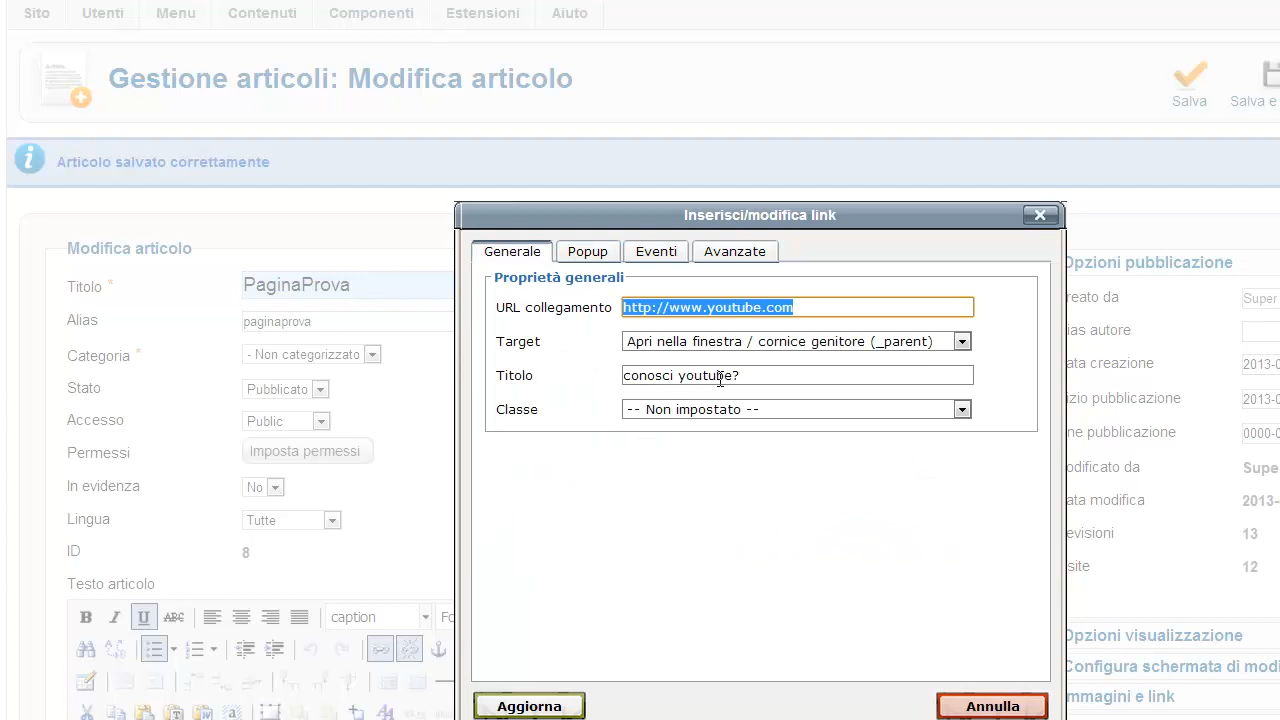 Sito Utenti Menu Contenuti Componenti Estensioni Aiuto
Gestione articoli: Modifica articolo
Salva Salva e
Articolo salvato correttamente
Inserisci/modifica link
Modifica articolo
Generale Popup Eventi Avanzate
Opzioni pubblicazione
Titolo * PaginaProva
Proprietà generali
Alias paginaprova
URL collegamento http://www.youtube.com
reato da Super
Categoria * - Non categorizzato
Target Apri nella finestra / cornice genitore (_parent)
as autore
Stato Pubblicato
Titolo conosci youtube?
ata creazione 2013-0
Accesso Public
Classe -- Non impostato --
zio pubblicazione 2013-0
Permessi Imposta permessi
ne pubblicazione 0000-0
In evidenza No
odificato da Supe
Lingua Tutte
ata modifica 2013-
ID 8
evisioni 13
Testo articolo
site 12
B I U ABC caption Fo
Opzioni visualizzazione
Configura schermata di modi
mmagini e link
Aggiorna Annulla